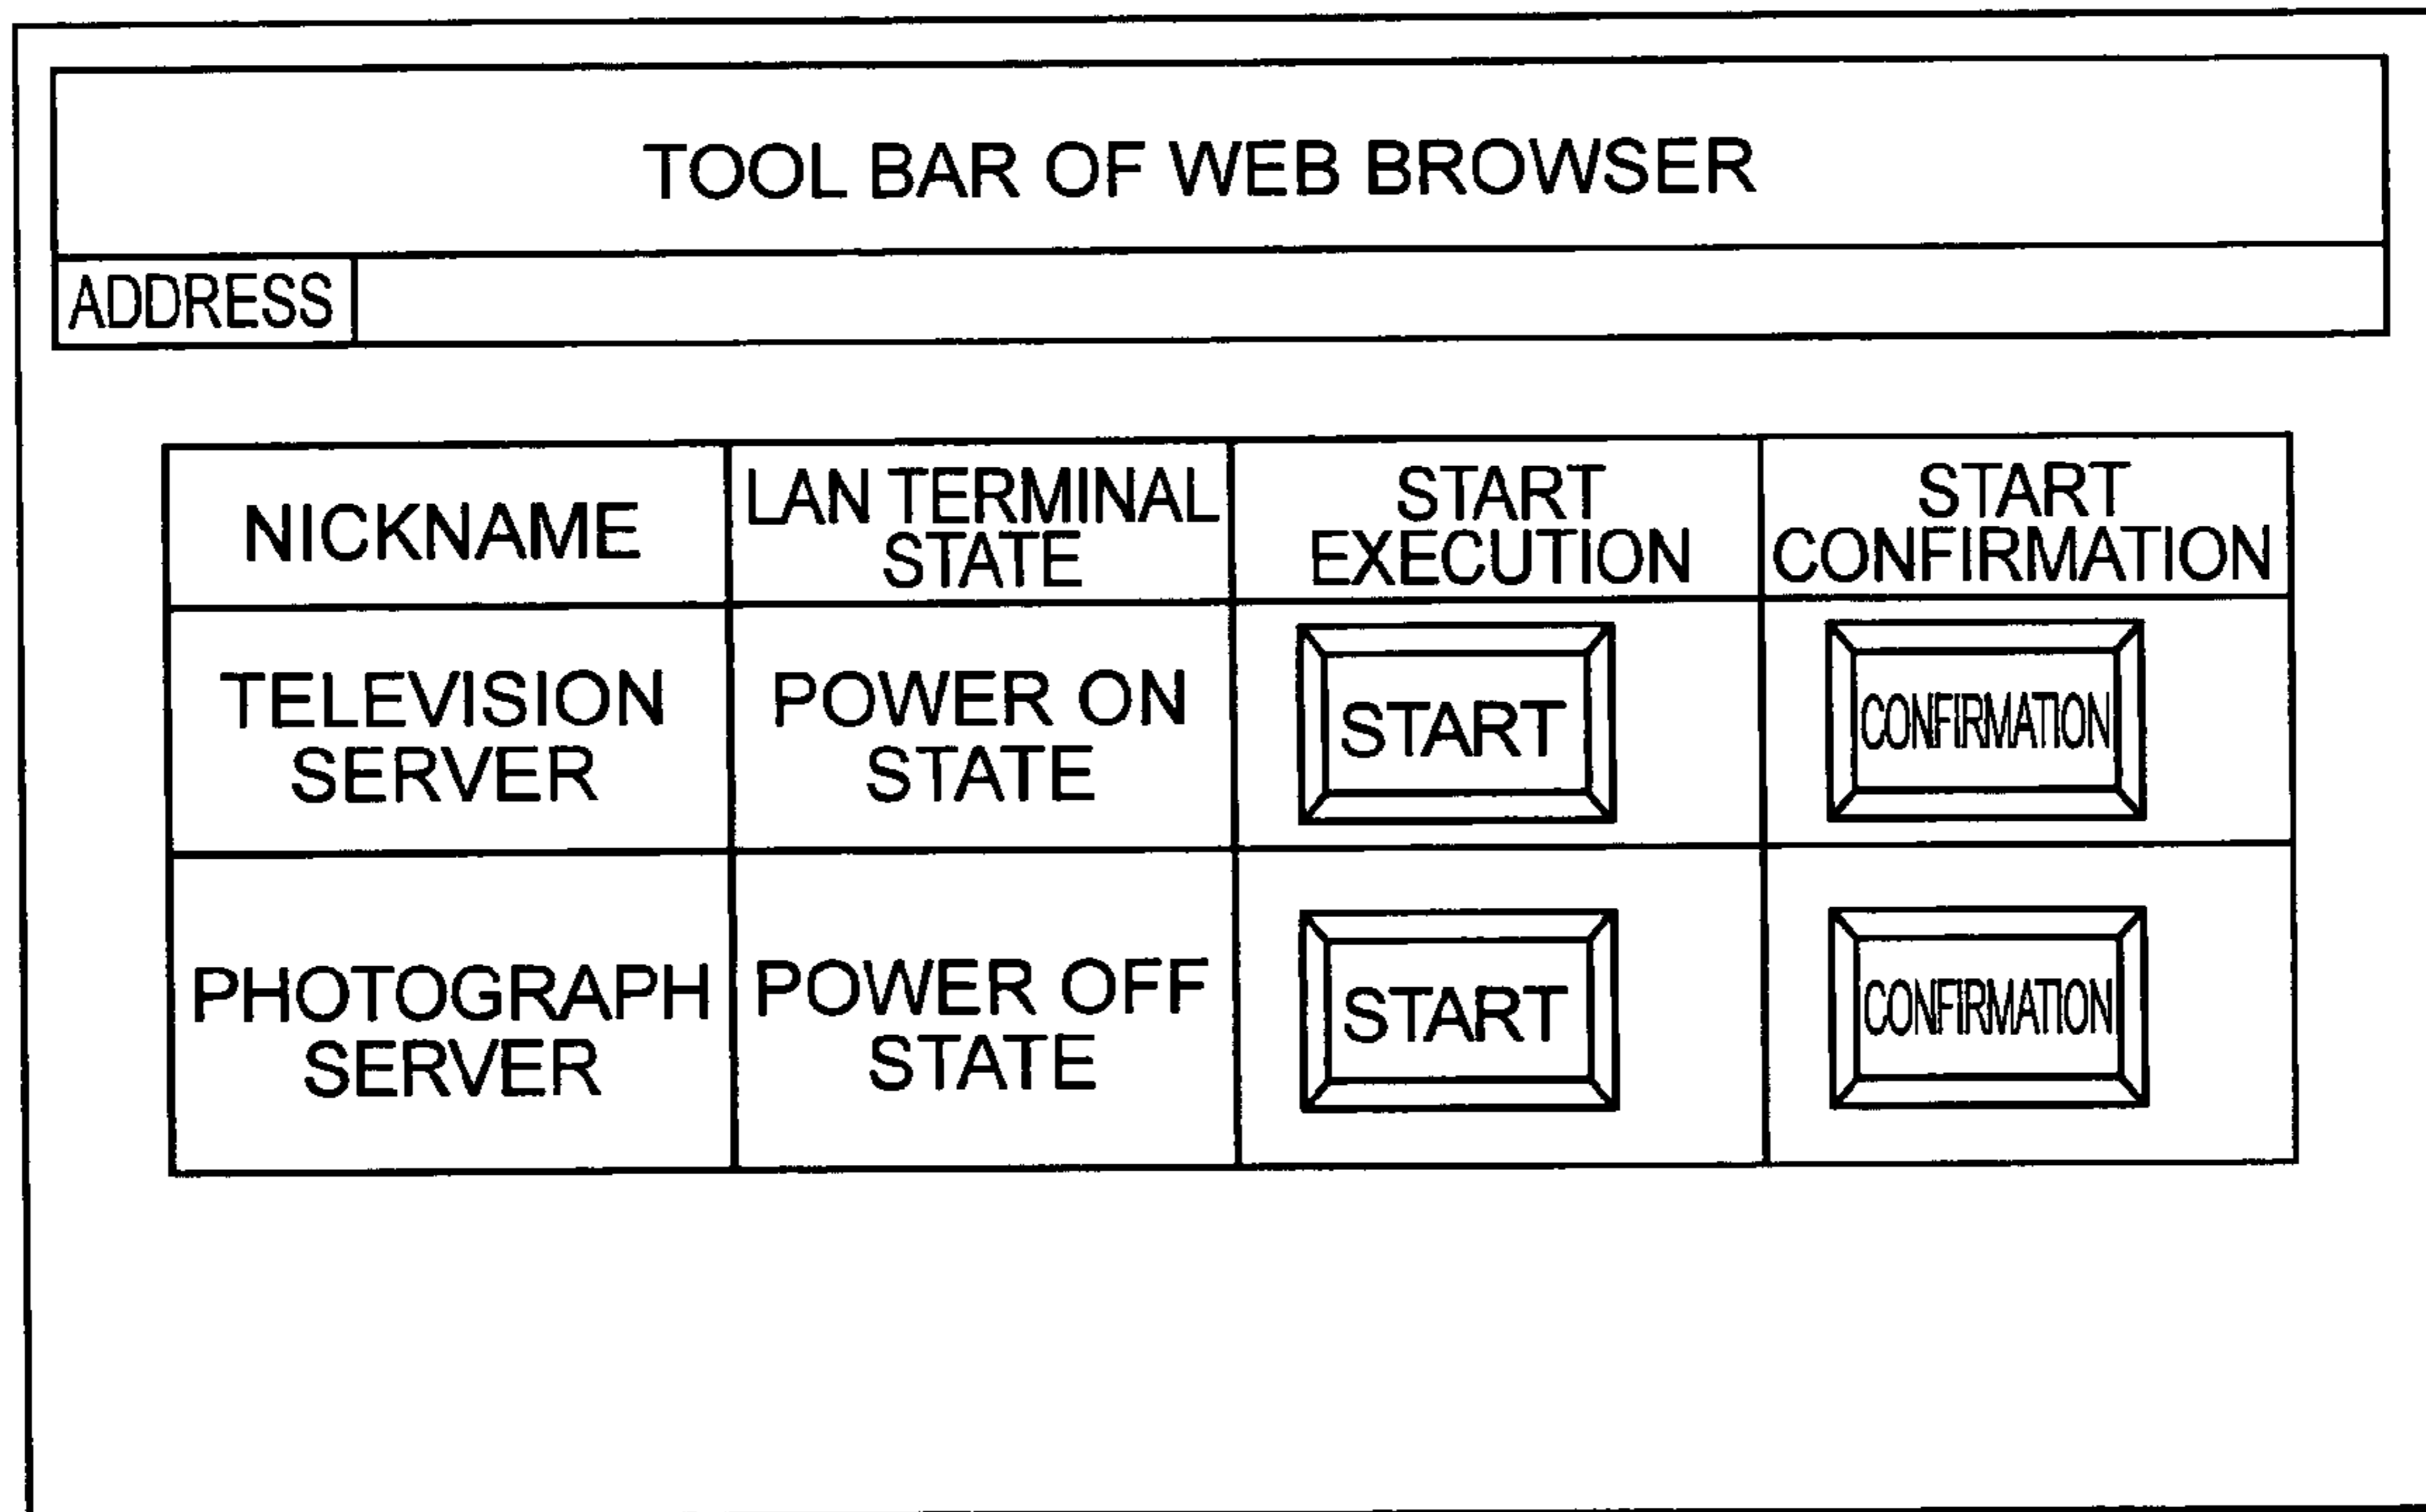 TOOL BAR OF WEB BROWSER
ADDRESS
NICKNAME
LAN TERMINAL
STATE
START
EXECUTION
START
CONFIRMATION
TELEVISION
SERVER
POWER ON
STATE
START
CONFIRMATION
PHOTOGRAPH
SERVER
POWER OFF
STATE
START
CONFIRMATION